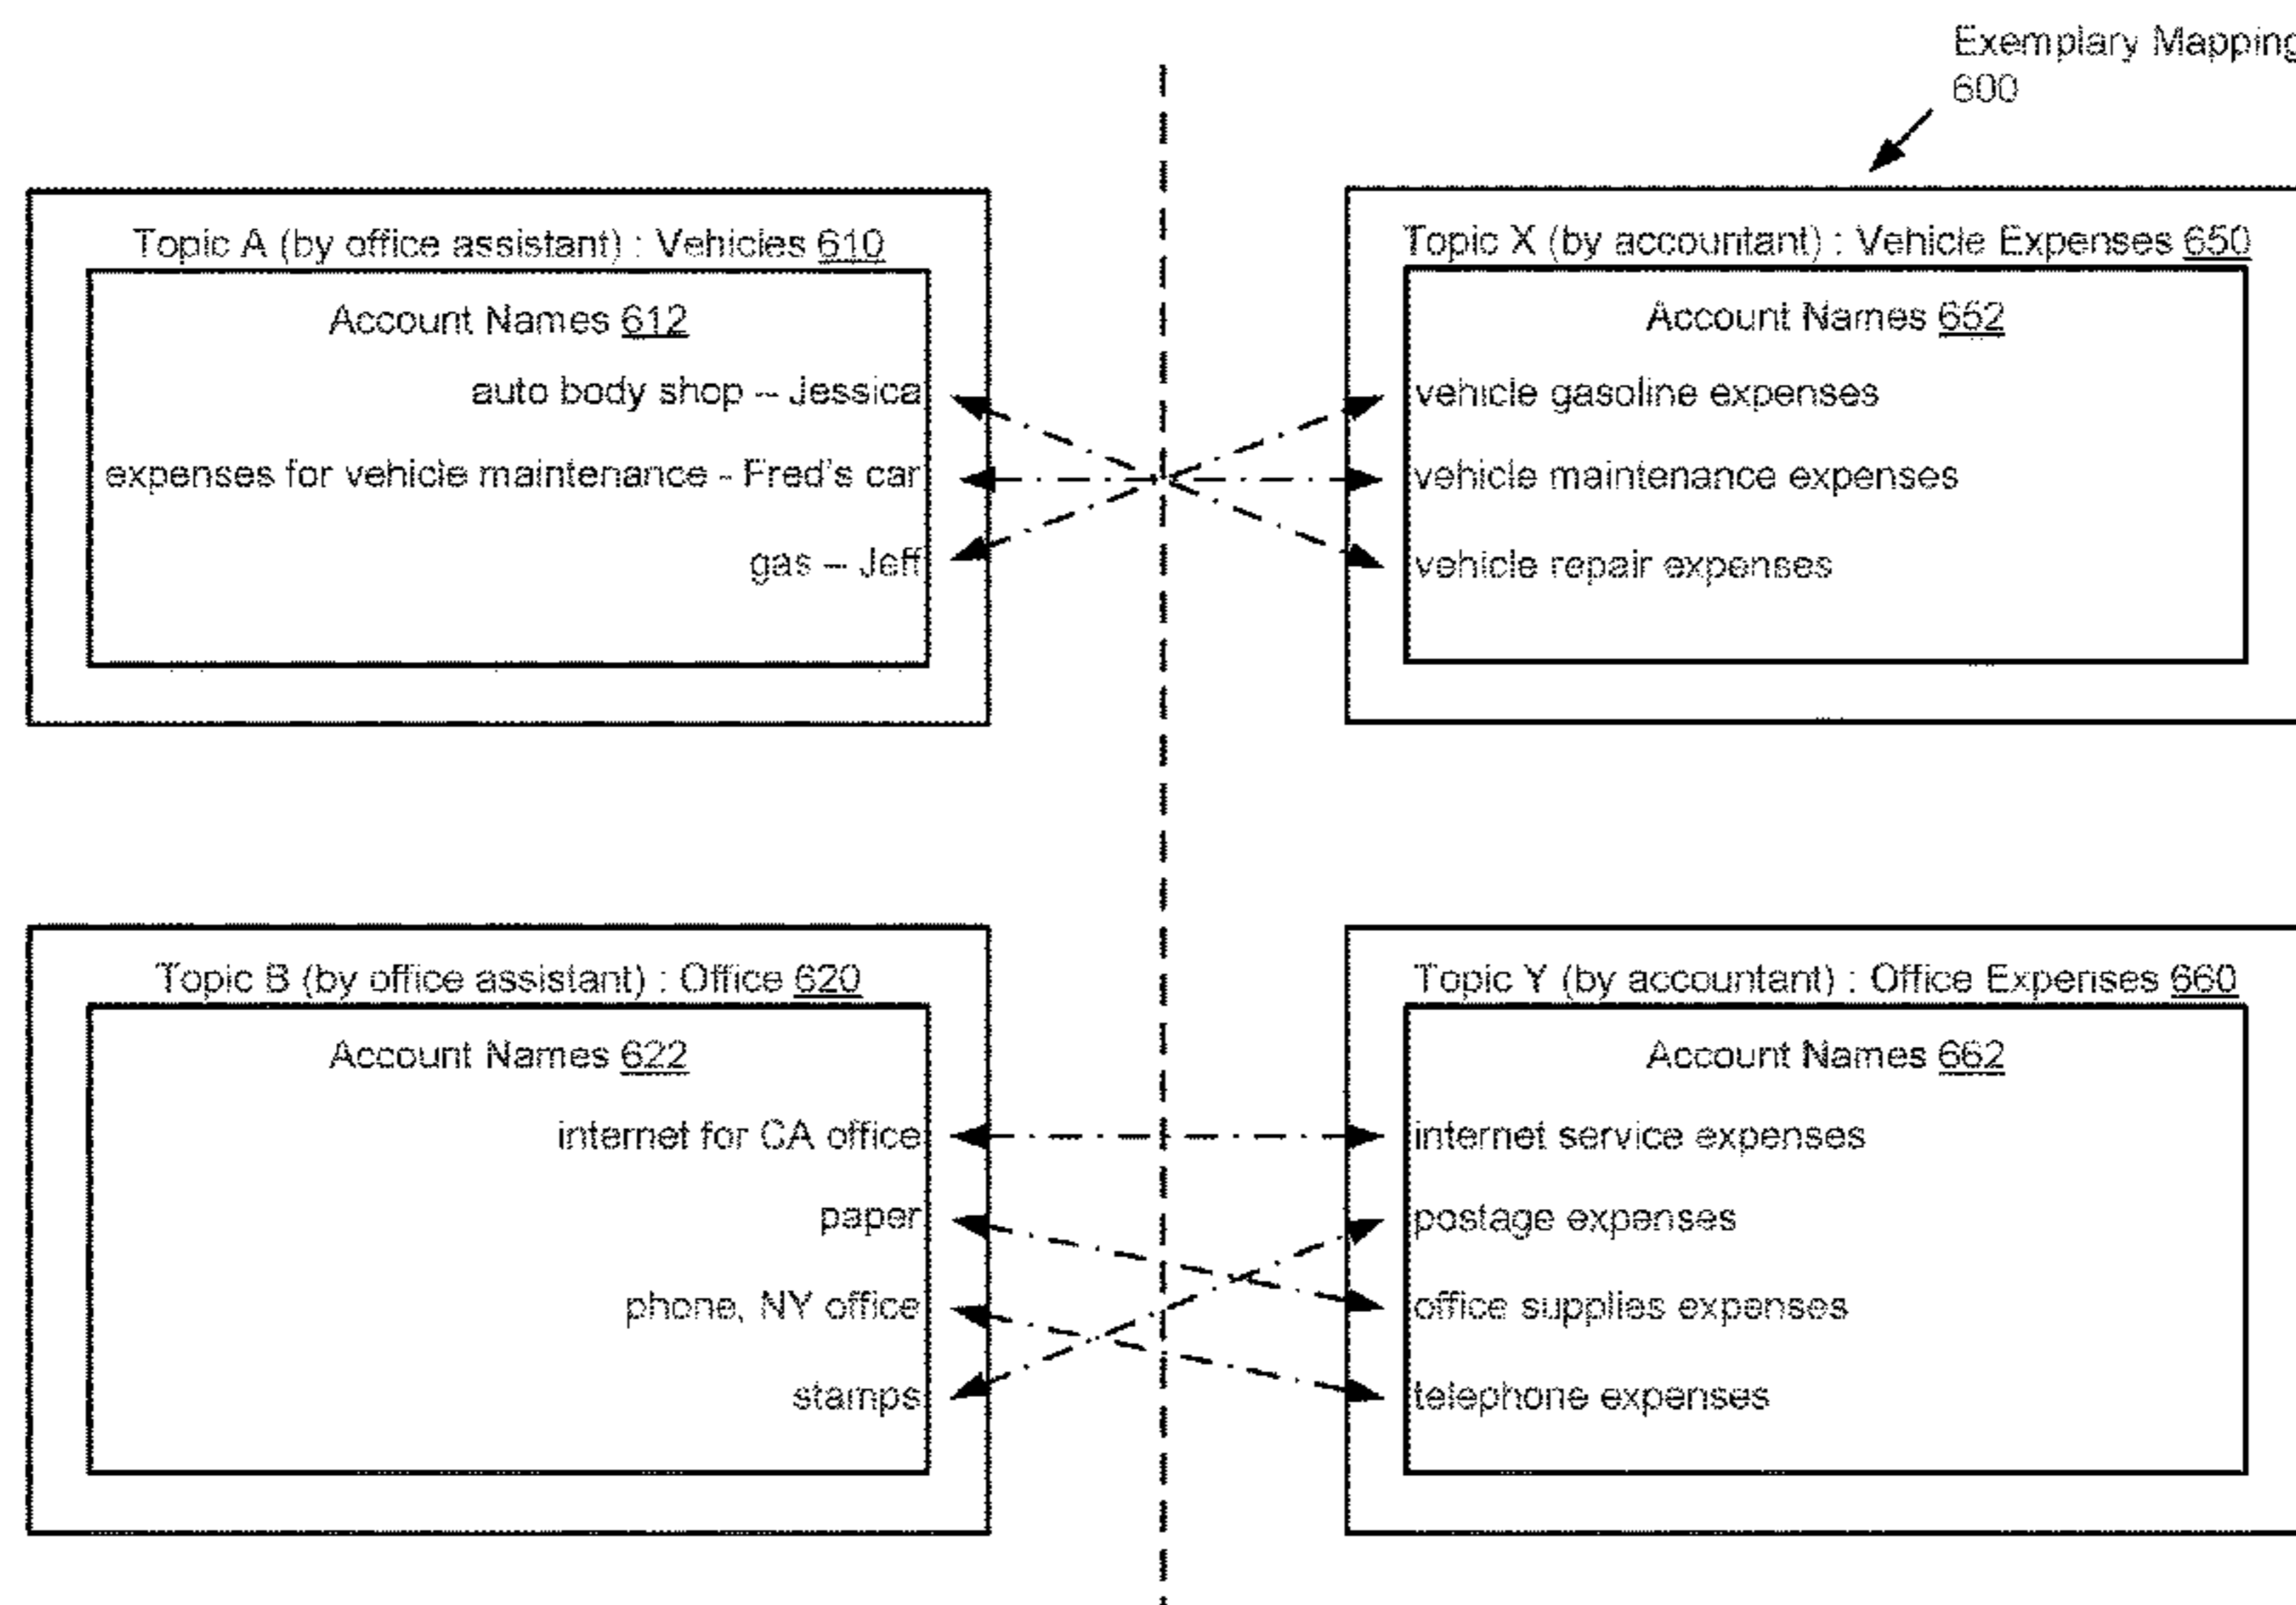 Exemplary Mapping
600
Topic A (by office assistant) : Vehicles 610
Account Names 612
auto body shop – Jessica
expenses for vehicle maintenance - Fred's car
gas – Jeff
Topic X (by accountant) : Vehicle Expenses 650
Account Names 652
vehicle gasoline expenses
vehicle maintenance expenses
vehicle repair expenses
Topic B (by office assistant) : Office 620
Account Names 622
internet for CA office
paper
phone, NY office
stamps
Topic Y (by accountant) : Office Expenses 660
Account Names 662
internet service expenses
postage expenses
office supplies expenses
telephone expenses